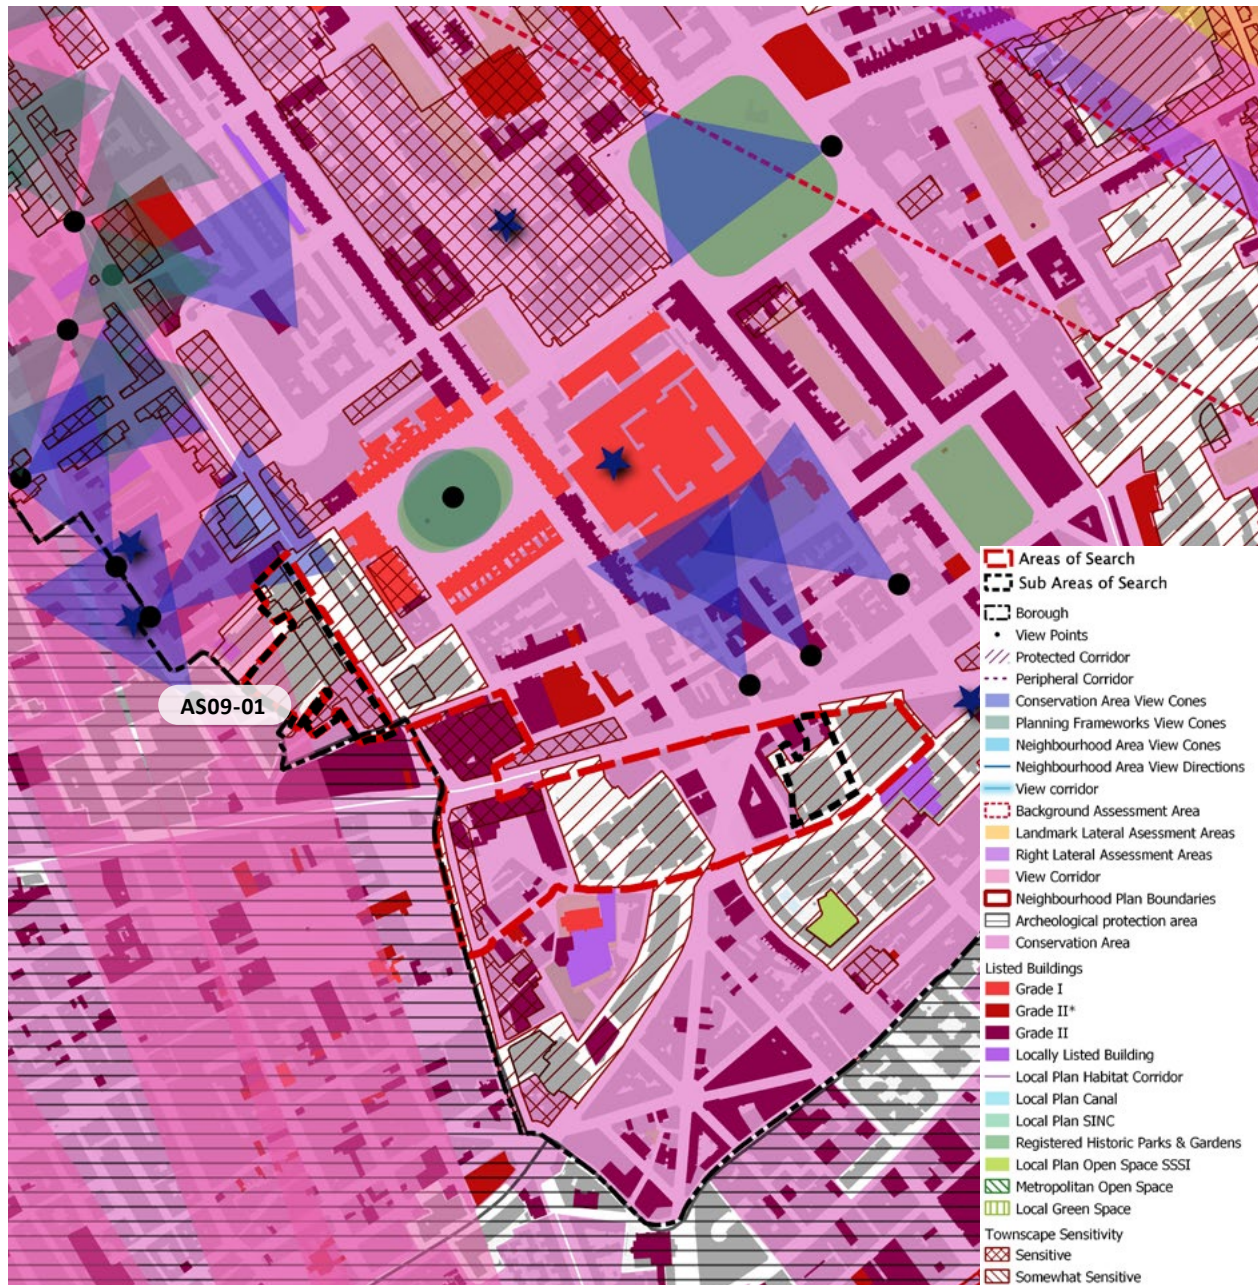 AS09-01
Areas of Search
Sub Areas of Search
Borough
View Points
Protected Corridor
Peripheral Corridor
Conservation Area View Cones
Planning Frameworks View Cones
Neighbourhood Area View Cones
Neighbourhood Area View Directions
View corridor
Background Assessment Area
Landmark Lateral Asessment Areas
Right Lateral Assessment Areas
View Corridor
Neighbourhood Plan Boundaries
Archeological protection area
Conservation Area
Listed Buildings
Grade I
Grade II*
Grade II
Locally Listed Building
Local Plan Habitat Corridor
Local Plan Canal
Local Plan SINC
Registered Historic Parks & Gardens
Local Plan Open Space SSSI
Metropolitan Open Space
Local Green Space
Townscape Sensitivity
Sensitive
Somewhat Sensitive